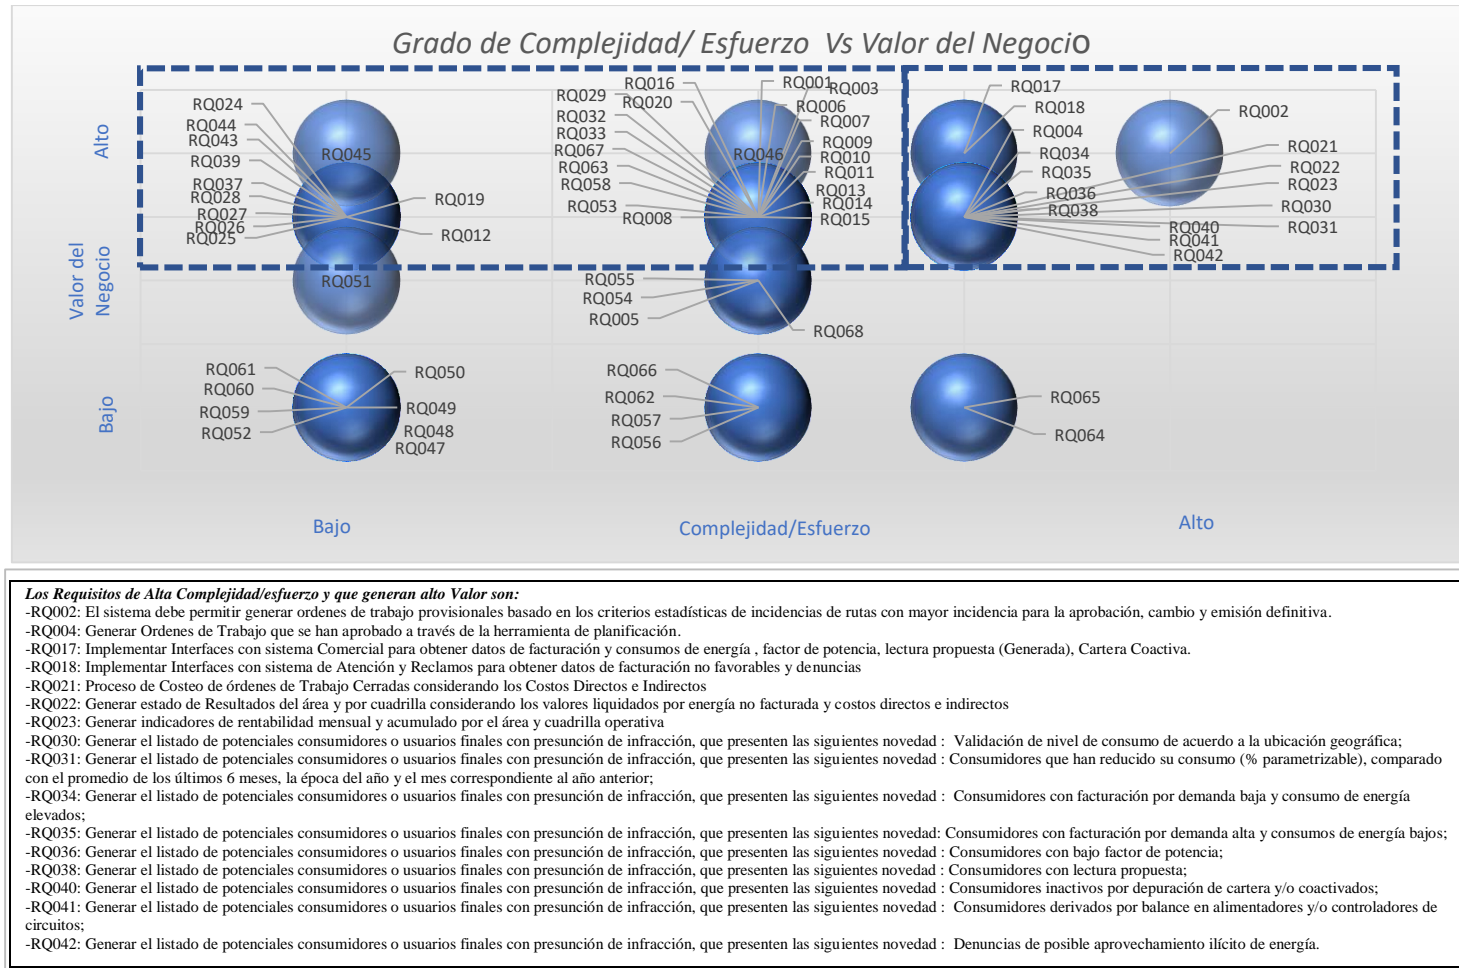 Grado de Complejidad/ Esfuerzo  Vs Valor del Negocio
Alto
Valor del
Negocio
Bajo
RQ024
RQ044
RQ043
RQ039
RQ037
RQ028
RQ027
RQ026
RQ025
RQ045
RQ019
RQ012
RQ051
RQ061
RQ060
RQ059
RQ052
RQ050
RQ049
RQ048
RQ047
RQ016
RQ029
RQ020
RQ032
RQ033
RQ067
RQ063
RQ058
RQ053
RQ008
RQ046
RQ001
RQ003
RQ006
RQ007
RQ009
RQ010
RQ011
RQ013
RQ014
RQ015
RQ055
RQ054
RQ005
RQ068
RQ066
RQ062
RQ057
RQ056
RQ017
RQ018
RQ004
RQ034
RQ035
RQ036
RQ038
RQ040
RQ041
RQ042
RQ002
RQ021
RQ022
RQ023
RQ030
RQ031
RQ065
RQ064
Bajo
Complejidad/Esfuerzo
Alto
Los Requisitos de Alta Complejidad/esfuerzo y que generan alto Valor son:
-RQ002: El sistema debe permitir generar ordenes de trabajo provisionales basado en los criterios estadísticas de incidencias de rutas con mayor incidencia para la aprobación, cambio y emisión definitiva.
-RQ004: Generar Ordenes de Trabajo que se han aprobado a través de la herramienta de planificación.
-RQ017: Implementar Interfaces con sistema Comercial para obtener datos de facturación y consumos de energía , factor de potencia, lectura propuesta (Generada), Cartera Coactiva.
-RQ018: Implementar Interfaces con sistema de Atención y Reclamos para obtener datos de facturación no favorables y denuncias
-RQ021: Proceso de Costeo de órdenes de Trabajo Cerradas considerando los Costos Directos e Indirectos
-RQ022: Generar estado de Resultados del área y por cuadrilla considerando los valores liquidados por energía no facturada y costos directos e indirectos
-RQ023: Generar indicadores de rentabilidad mensual y acumulado por el área y cuadrilla operativa
-RQ030: Generar el listado de potenciales consumidores o usuarios finales con presunción de infracción, que presenten las siguientes novedad :  Validación de nivel de consumo de acuerdo a la ubicación geográfica;
-RQ031: Generar el listado de potenciales consumidores o usuarios finales con presunción de infracción, que presenten las siguientes novedad : Consumidores que han reducido su consumo (% parametrizable), comparado
con el promedio de los últimos 6 meses, la época del año y el mes correspondiente al año anterior;
-RQ034: Generar el listado de potenciales consumidores o usuarios finales con presunción de infracción, que presenten las siguientes novedad :  Consumidores con facturación por demanda baja y consumo de energía
elevados;
-RQ035: Generar el listado de potenciales consumidores o usuarios finales con presunción de infracción, que presenten las siguientes novedad: Consumidores con facturación por demanda alta y consumos de energía bajos;
-RQ036: Generar el listado de potenciales consumidores o usuarios finales con presunción de infracción, que presenten las siguientes novedad : Consumidores con bajo factor de potencia;
-RQ038: Generar el listado de potenciales consumidores o usuarios finales con presunción de infracción, que presenten las siguientes novedad : Consumidores con lectura propuesta;
-RQ040: Generar el listado de potenciales consumidores o usuarios finales con presunción de infracción, que presenten las siguientes novedad : Consumidores inactivos por depuración de cartera y/o coactivados;
-RQ041: Generar el listado de potenciales consumidores o usuarios finales con presunción de infracción, que presenten las siguientes novedad :  Consumidores derivados por balance en alimentadores y/o controladores de
circuitos;
-RQ042: Generar el listado de potenciales consumidores o usuarios finales con presunción de infracción, que presenten las siguientes novedad :  Denuncias de posible aprovechamiento ilícito de energía.